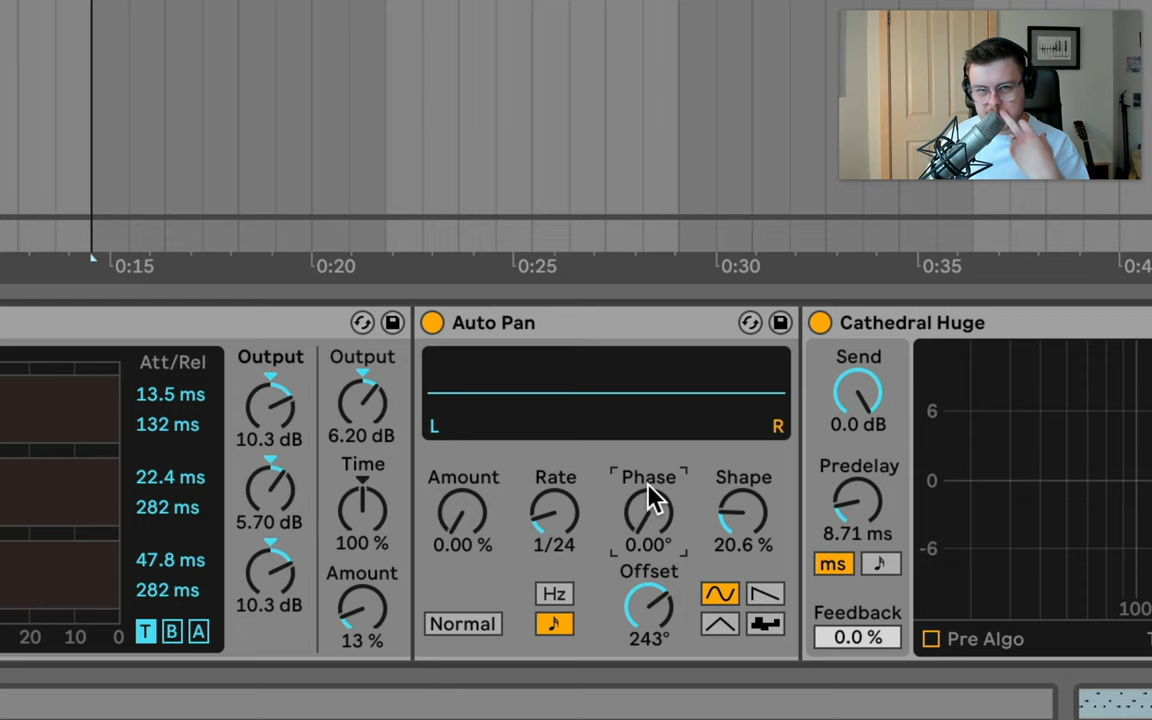 0:15 0:20 0:25 0:30 0:35 0:4
Auto Pan
Cathedral Huge
Att/Rel
13.5 ms
132 ms
22.4 ms
282 ms
47.8 ms
282 ms
T B A
20 10 0
Output
10.3 dB
5.70 dB
10.3 dB
Output
6.20 dB
Time
100 %
Amount
13 %
L R
Amount
0.00 %
Normal
Rate
1/24
Hz
Phase
0.00°
Offset
243°
Shape
20.6 %
Send
0.0 dB
Predelay
8.71 ms
ms
Feedback
0.0 %
6
0
-6
100
Pre Algo